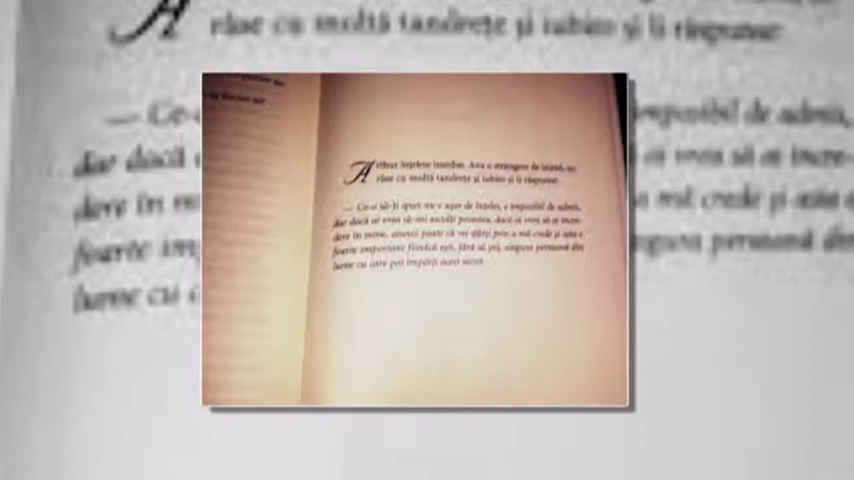 Arthur înțelese imediat. Avu o strângere de inimă, su-
râse cu multă tandrețe și iubire și îi răspunse:
— Ce-o să-ți spun nu-i ușor de înțeles, e imposibil de admis,
dar dacă ai vrea să-mi asculți povestea, dacă ai vrea să ai încre-
dere în mine, atunci poate că vei sfârși prin a mă crede și asta e
foarte important fiindcă ești, fără să știi, singura persoană din
lume cu care pot împărți acest secret.